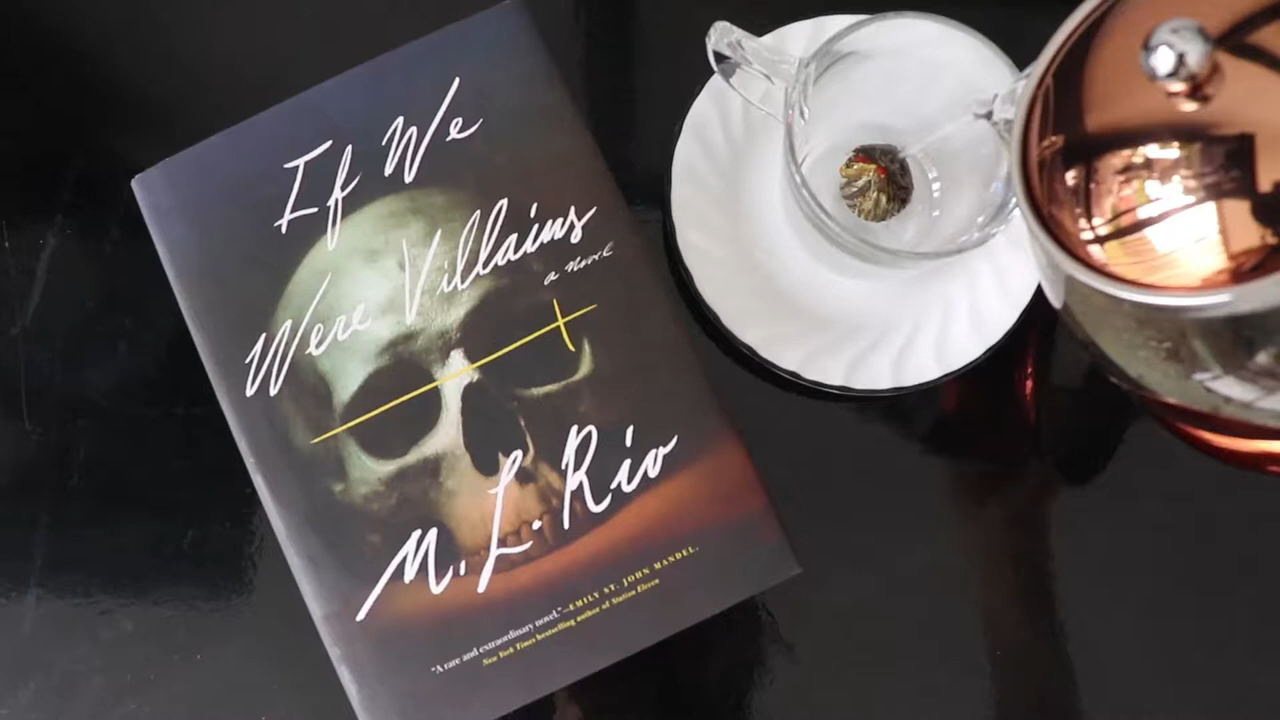 If We
Were Villains
a novel
M. L. Rio
"A rare and extraordinary novel."—EMILY ST. JOHN MANDEL,
New York Times bestselling author of Station Eleven